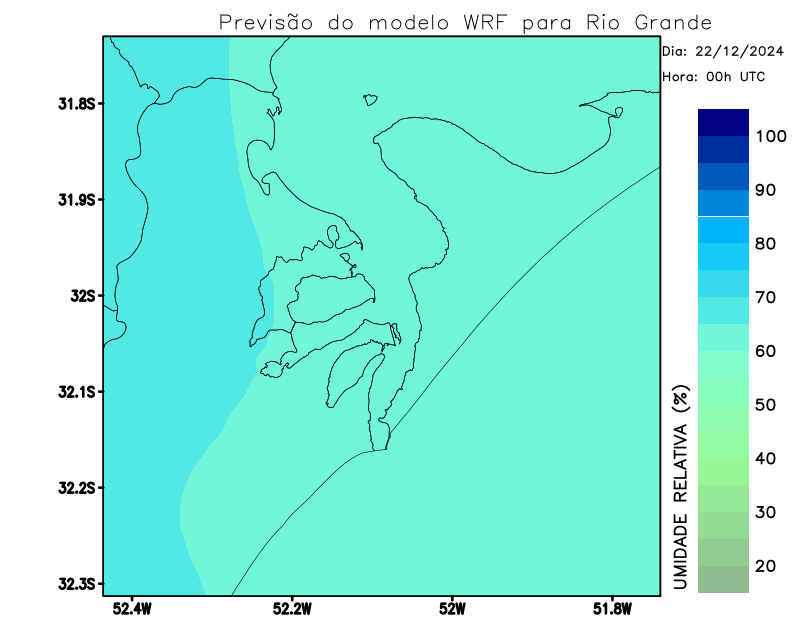 Previsão do modelo WRF para Rio Grande
Dia: 22/12/2024
Hora: 00h UTC
31.8S
31.9S
32S
32.1S
32.2S
32.3S
52.4W
52.2W
52W
51.8W
UMIDADE RELATIVA (%)
100
90
80
70
60
50
40
30
20